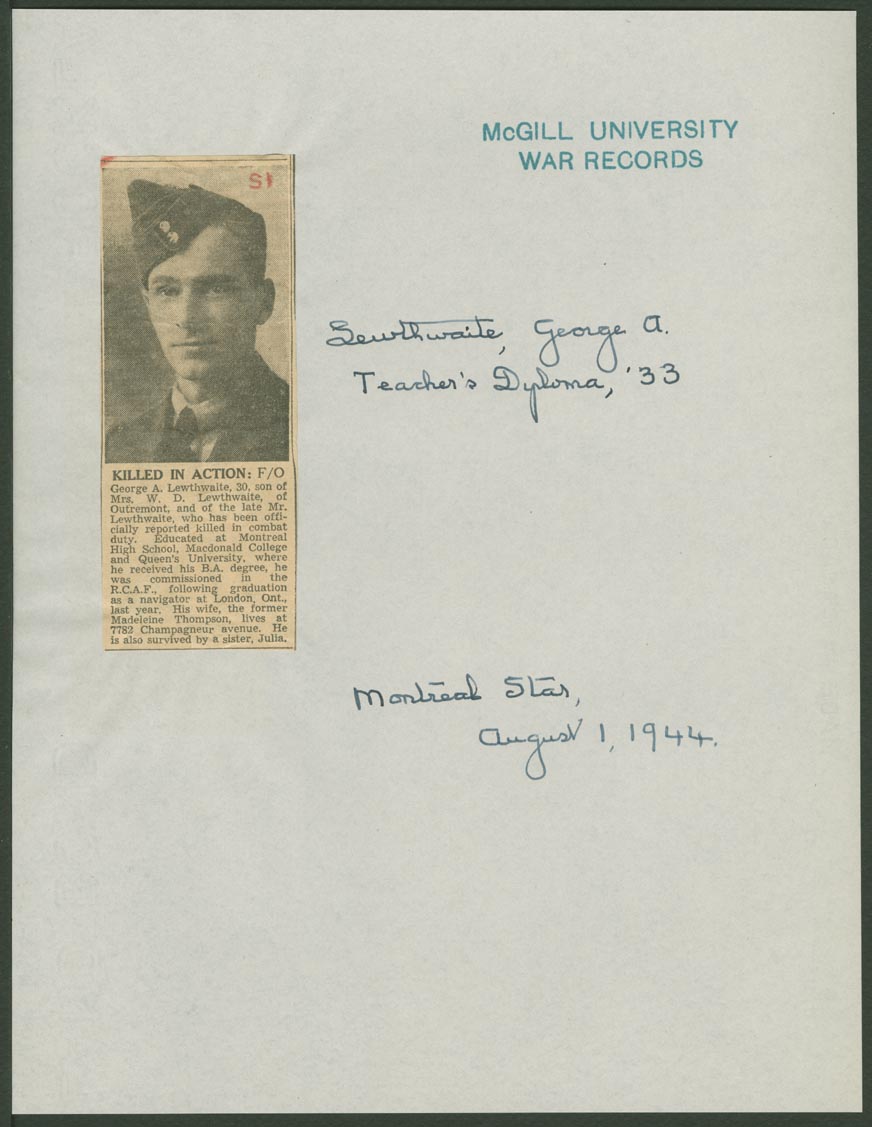 McGILL UNIVERSITY
WAR RECORDS
S1
Lewthwaite, George A.
Teacher's Diploma, '33
KILLED IN ACTION: F/O
George A. Lewthwaite, 30, son of
Mrs. W. D. Lewthwaite, of
Outremont, and of the late Mr.
Lewthwaite, who has been offi-
cially reported killed in combat
duty. Educated at Montreal
High School, Macdonald College
and Queen's University, where
he received his B.A. degree, he
was commissioned in the
R.C.A.F., following graduation
as a navigator at London, Ont.,
last year. His wife, the former
Madeleine Thompson, lives at
7782 Champagneur avenue. He
is also survived by a sister, Julia.
Montreal Star,
August 1, 1944.